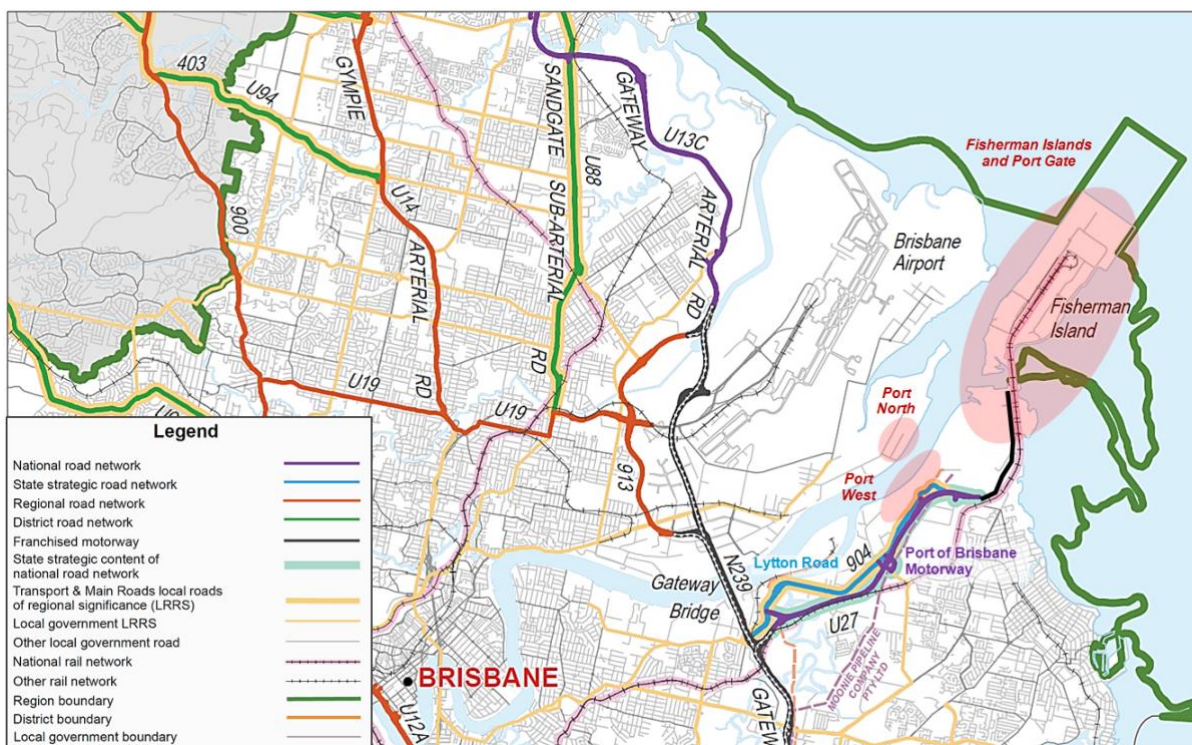 403
U94
GYMPIE
SANDGATE
GATEWAY
U13C
U88
Fisherman Islands
and Port Gate
900
U14
ARTERIAL
RD
SUB-ARTERIAL
RD
ARTERIAL
RD
Brisbane
Airport
Fisherman
Island
U19
U19
913
Port
North
Port
West
Lytton Road
904
Port of Brisbane
Motorway
N239
Gateway
Bridge
U27
MOONIE PIPELINE
COMPANY
PTY LTD
BRISBANE
U12A
Legend
National road network
State strategic road network
Regional road network
District road network
Franchised motorway
State strategic content of
national road network
Transport & Main Roads local roads
of regional significance (LRRS)
Local government LRRS
Other local government road
National rail network
Other rail network
Region boundary
District boundary
Local government boundary